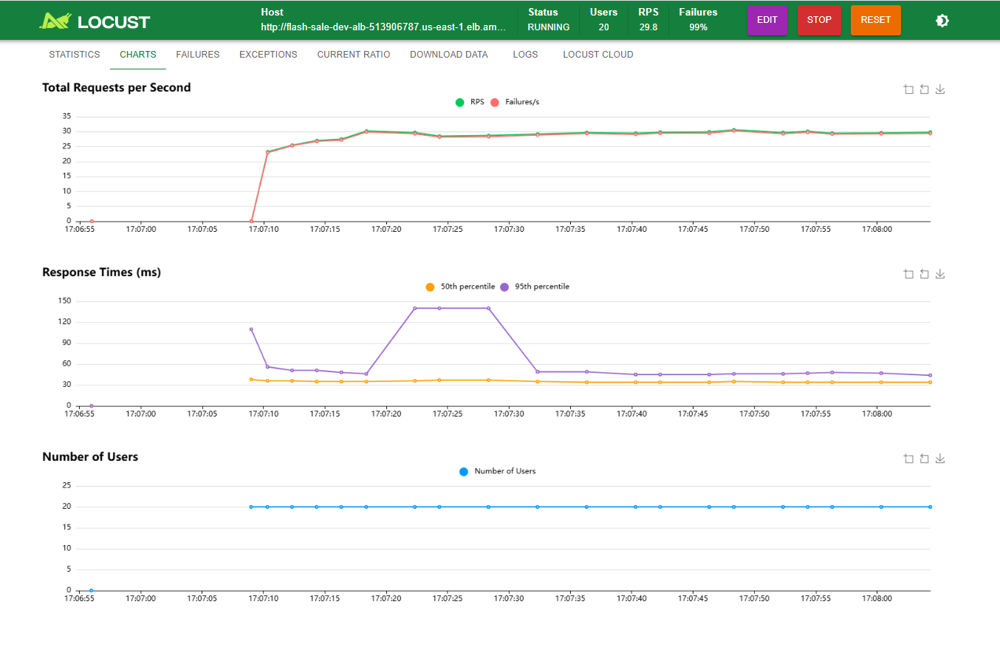 LOCUST
Host
http://flash-sale-dev-alb-513906787.us-east-1.elb.am...
Status
RUNNING
Users
20
RPS
29.8
Failures
99%
EDIT
STOP
RESET
STATISTICS CHARTS FAILURES EXCEPTIONS CURRENT RATIO DOWNLOAD DATA LOGS LOCUST CLOUD
Total Requests per Second
RPS Failures/s
35
30
25
20
15
10
5
0
17:06:55 17:07:00 17:07:05 17:07:10 17:07:15 17:07:20 17:07:25 17:07:30 17:07:35 17:07:40 17:07:45 17:07:50 17:07:55 17:08:00
Response Times (ms)
50th percentile 95th percentile
150
120
90
60
30
0
17:06:55 17:07:00 17:07:05 17:07:10 17:07:15 17:07:20 17:07:25 17:07:30 17:07:35 17:07:40 17:07:45 17:07:50 17:07:55 17:08:00
Number of Users
Number of Users
25
20
15
10
5
0
17:06:55 17:07:00 17:07:05 17:07:10 17:07:15 17:07:20 17:07:25 17:07:30 17:07:35 17:07:40 17:07:45 17:07:50 17:07:55 17:08:00